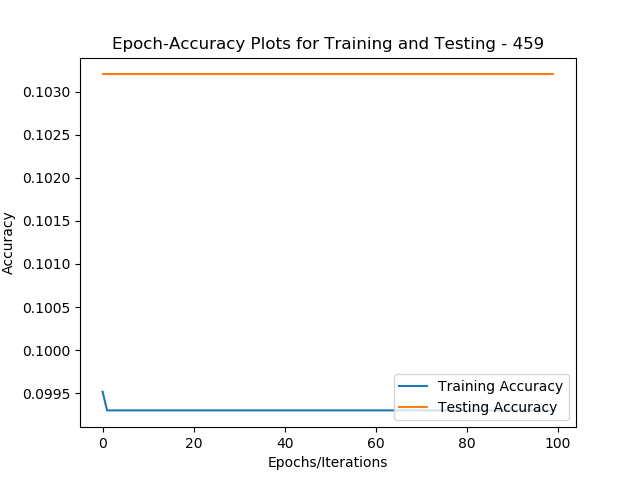 Epoch-Accuracy Plots for Training and Testing - 459
0.1030
0.1025
0.1020
0.1015
0.1010
0.1005
0.1000
0.0995
Accuracy
Training Accuracy
Testing Accuracy
0 20 40 60 80 100
Epochs/Iterations